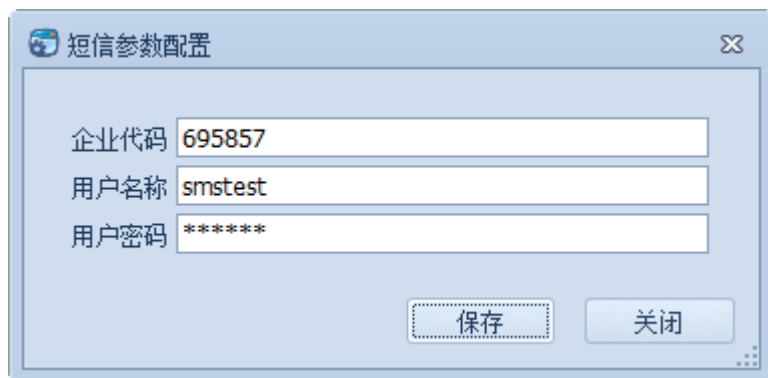 短信参数配置
企业代码 695857
用户名称 smstest
用户密码 ******
保存 关闭